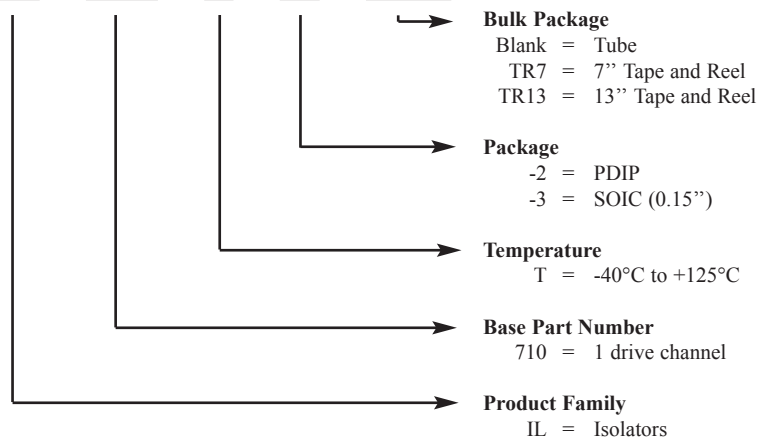 Bulk Package
Blank = Tube
TR7 = 7’’ Tape and Reel
TR13 = 13’’ Tape and Reel
Package
-2 = PDIP
-3 = SOIC (0.15’’)
Temperature
T = -40°C to +125°C
Base Part Number
710 = 1 drive channel
Product Family
IL = Isolators